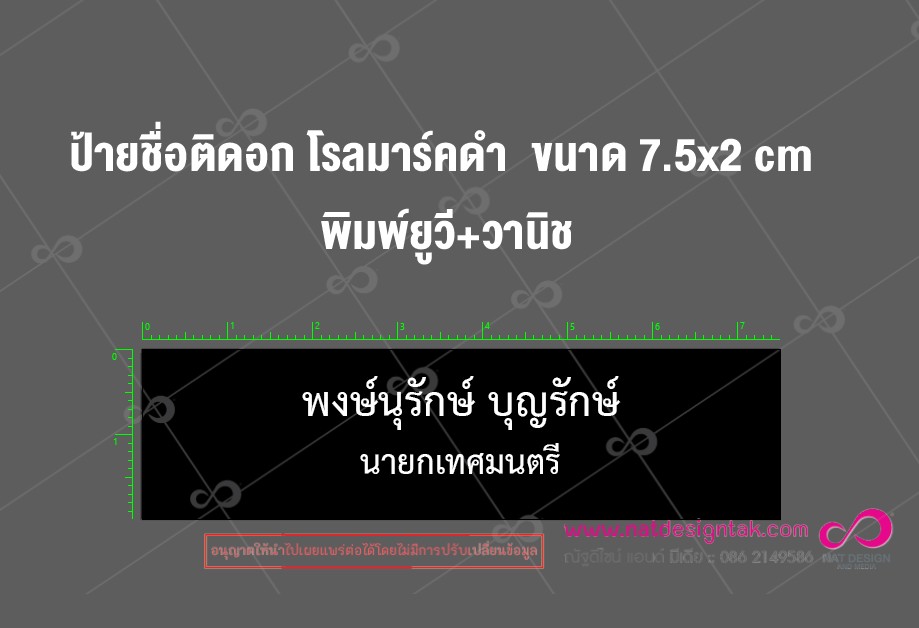 ป้ายชื่อติดอก โรลมาร์คดำ ขนาด 7.5x2 cm
พิมพ์ยูวี+วานิช
0 1 2 3 4 5 6 7
0
1
พงษ์นุรักษ์ บุญรักษ์
นายกเทศมนตรี
www.natdesigntak.com
อนุญาตให้นำไปเผยแพร่ต่อได้โดยไม่มีการปรับเปลี่ยนข้อมูล
ณัฐดีไซน์ แอนด์ มีเดีย :: 086 2149586
NAT DESIGN
AND MEDIA